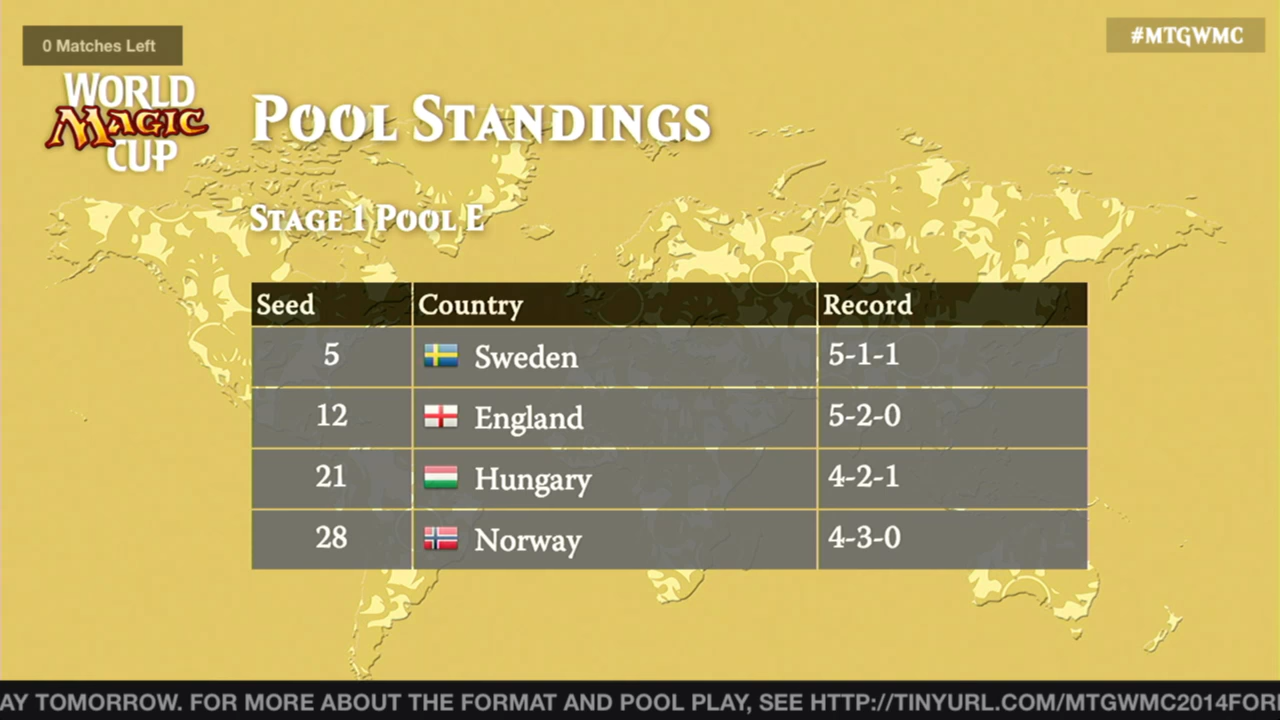 0 Matches Left
#MTGWMC
WORLD
MAGIC
CUP
POOL STANDINGS
STAGE 1 POOL E
Seed Country Record
5 Sweden 5-1-1
12 England 5-2-0
21 Hungary 4-2-1
28 Norway 4-3-0
AY TOMORROW. FOR MORE ABOUT THE FORMAT AND POOL PLAY, SEE HTTP://TINYURL.COM/MTGWMC2014FOR